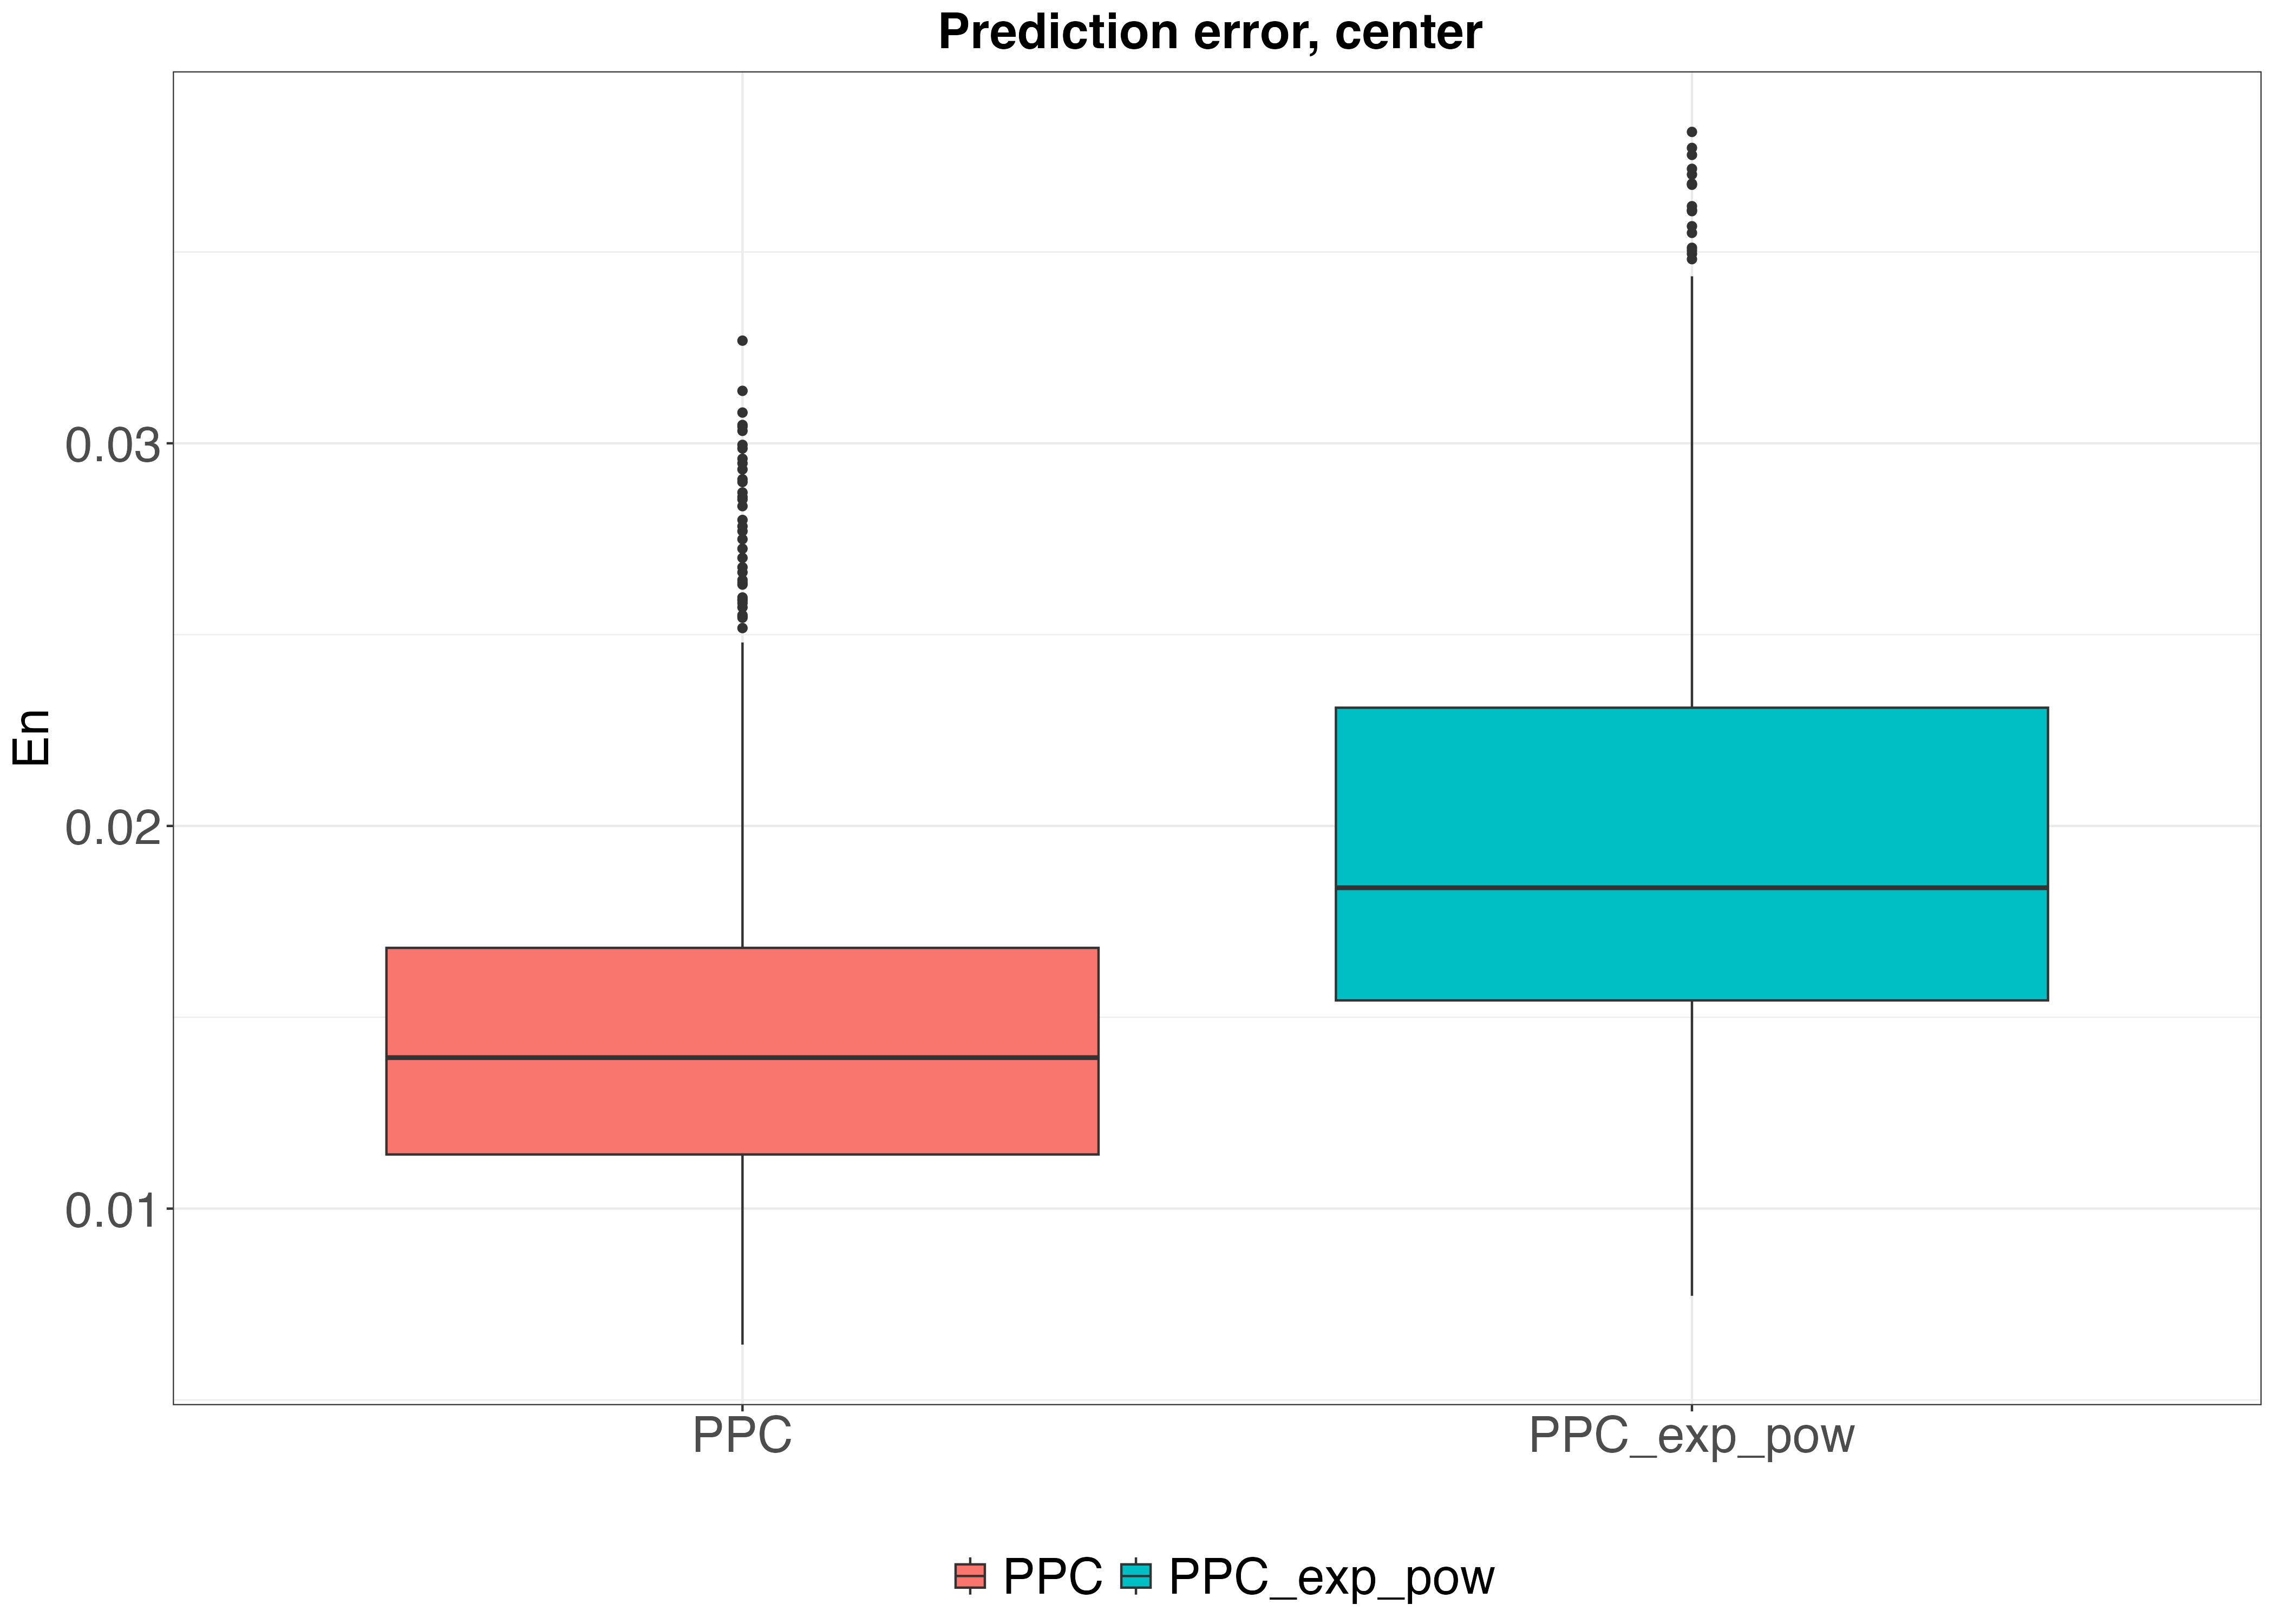 Prediction error, center
En
0.03
0.02
0.01
PPC
PPC_exp_pow
PPC
PPC_exp_pow